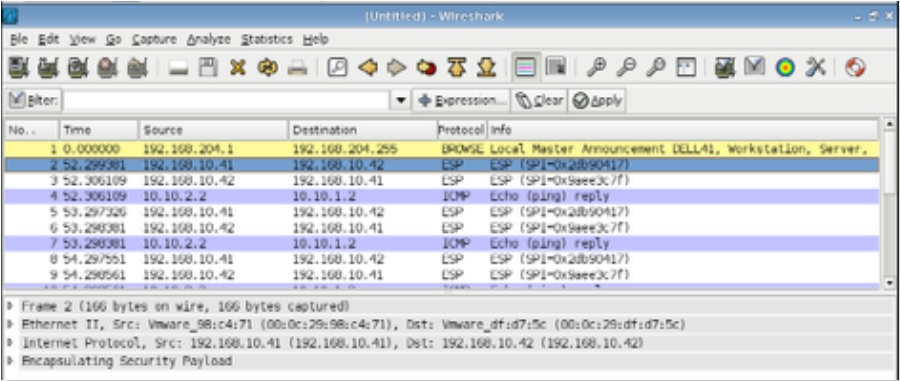 (Untitled) - Wireshark
File Edit View Go Capture Analyze Statistics Help
Filter: Expression... Clear Apply
No. . Time Source Destination Protocol Info
1 0.000000 192.168.204.1 192.168.204.255 BROWSE Local Master Announcement DELL41, Workstation, Server,
2 52.299381 192.168.10.41 192.168.10.42 ESP ESP (SPI=0x2db90417)
3 52.306109 192.168.10.42 192.168.10.41 ESP ESP (SPI=0x9aee3c7f)
4 52.306109 10.10.2.2 10.10.1.2 ICMP Echo (ping) reply
5 53.297326 192.168.10.41 192.168.10.42 ESP ESP (SPI=0x2db90417)
6 53.298381 192.168.10.42 192.168.10.41 ESP ESP (SPI=0x9aee3c7f)
7 53.298381 10.10.2.2 10.10.1.2 ICMP Echo (ping) reply
8 54.297551 192.168.10.41 192.168.10.42 ESP ESP (SPI=0x2db90417)
9 54.298561 192.168.10.42 192.168.10.41 ESP ESP (SPI=0x9aee3c7f)
Frame 2 (166 bytes on wire, 166 bytes captured)
Ethernet II, Src: Vmware_98:c4:71 (00:0c:29:98:c4:71), Dst: Vmware_df:d7:5c (00:0c:29:df:d7:5c)
Internet Protocol, Src: 192.168.10.41 (192.168.10.41), Dst: 192.168.10.42 (192.168.10.42)
Encapsulating Security Payload